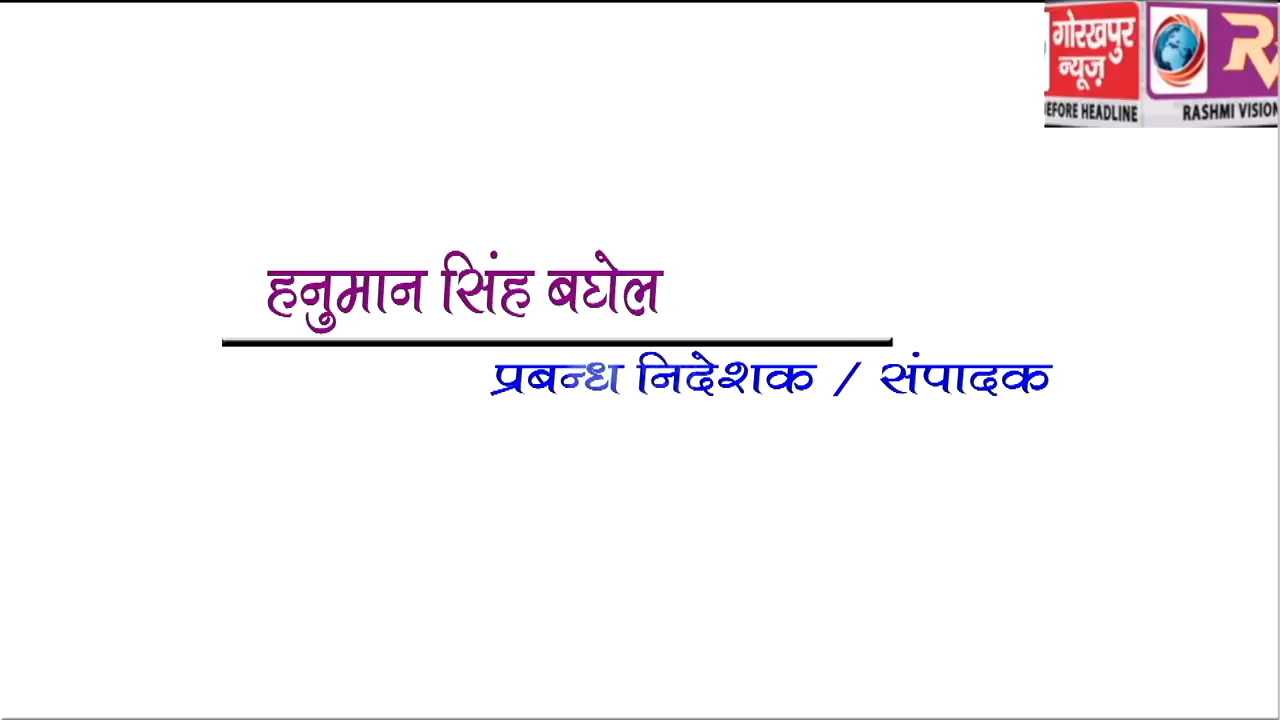 गोरखपुर
न्यूज़
EFORE HEADLINE
RASHMI VISION
हनुमान सिंह बघेल
प्रबन्ध निदेशक / संपादक